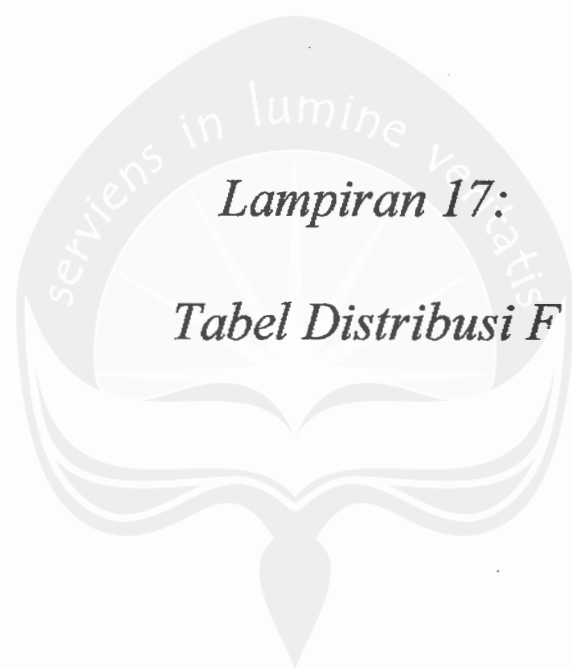 serviens in lumine veritatis
Lampiran 17:
Tabel Distribusi F